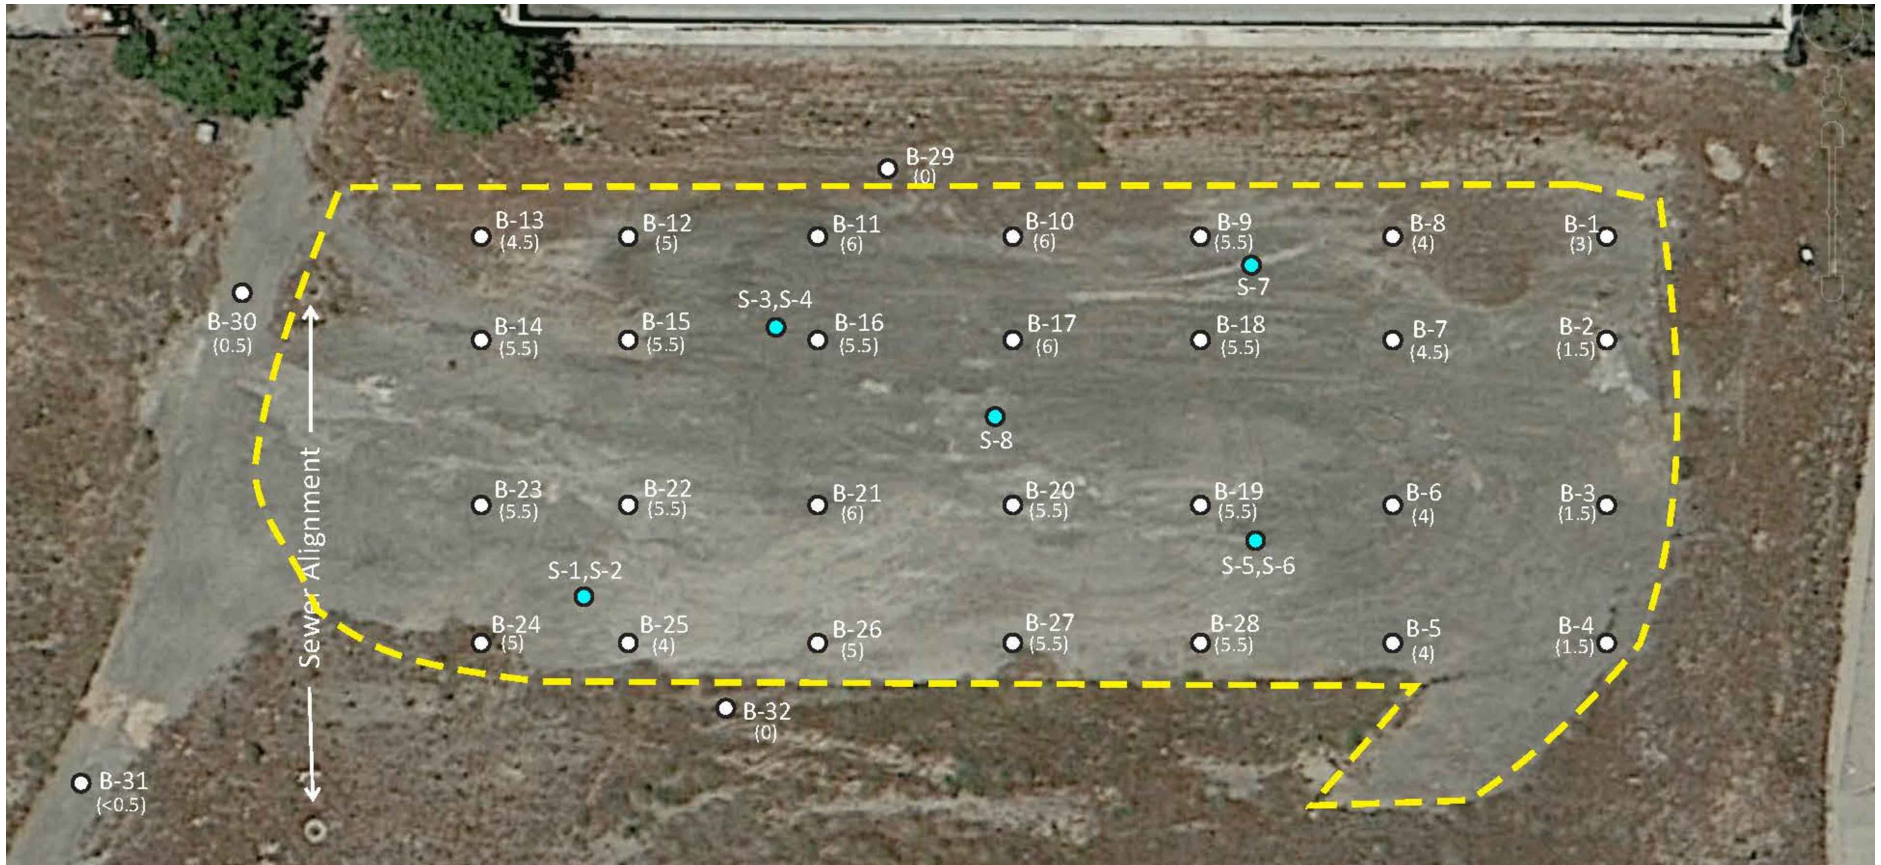 B-29
(0)
B-13
(4.5)
B-12
(5)
B-11
(6)
B-10
(6)
B-9
(5.5)
B-8
(4)
B-1
(3)
S-7
S-3,S-4
B-30
(0.5)
B-14
(5.5)
B-15
(5.5)
B-16
(5.5)
B-17
(6)
B-18
(5.5)
B-7
(4.5)
B-2
(1.5)
S-8
Sewer Alignment
B-23
(5.5)
B-22
(5.5)
B-21
(6)
B-20
(5.5)
B-19
(5.5)
B-6
(4)
B-3
(1.5)
S-5,S-6
S-1,S-2
B-24
(5)
B-25
(4)
B-26
(5)
B-27
(5.5)
B-28
(5.5)
B-5
(4)
B-4
(1.5)
B-32
(0)
B-31
(<0.5)